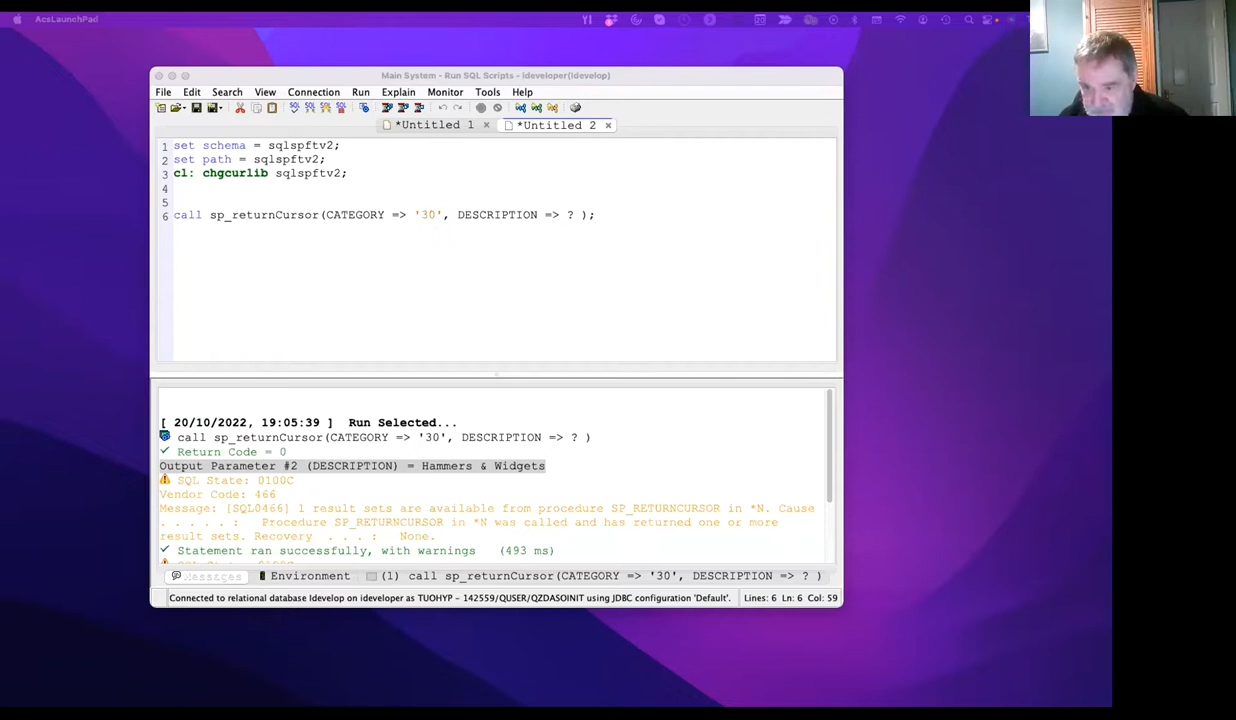 AcsLaunchPad
20
Main System - Run SQL Scripts - ideveloper(Idevelop)
File Edit Search View Connection Run Explain Monitor Tools Help
*Untitled 1 *Untitled 2
1 set schema = sqlspftv2;
2 set path = sqlspftv2;
3 cl: chgcurlib sqlspftv2;
4
5
6 call sp_returnCursor(CATEGORY => '30', DESCRIPTION => ? );
[ 20/10/2022, 19:05:39 ] Run Selected...
call sp_returnCursor(CATEGORY => '30', DESCRIPTION => ? )
Return Code = 0
Output Parameter #2 (DESCRIPTION) = Hammers & Widgets
SQL State: 0100C
Vendor Code: 466
Message: [SQL0466] 1 result sets are available from procedure SP_RETURNCURSOR in *N. Cause
. . . . . : Procedure SP_RETURNCURSOR in *N was called and has returned one or more
result sets. Recovery . . . : None.
Statement ran successfully, with warnings (493 ms)
SQL State: 0100C
Messages Environment (1) call sp_returnCursor(CATEGORY => '30', DESCRIPTION => ? )
Connected to relational database Idevelop on ideveloper as TUOHYP - 142559/QUSER/QZDASOINIT using JDBC configuration 'Default'. Lines: 6 Ln: 6 Col: 59